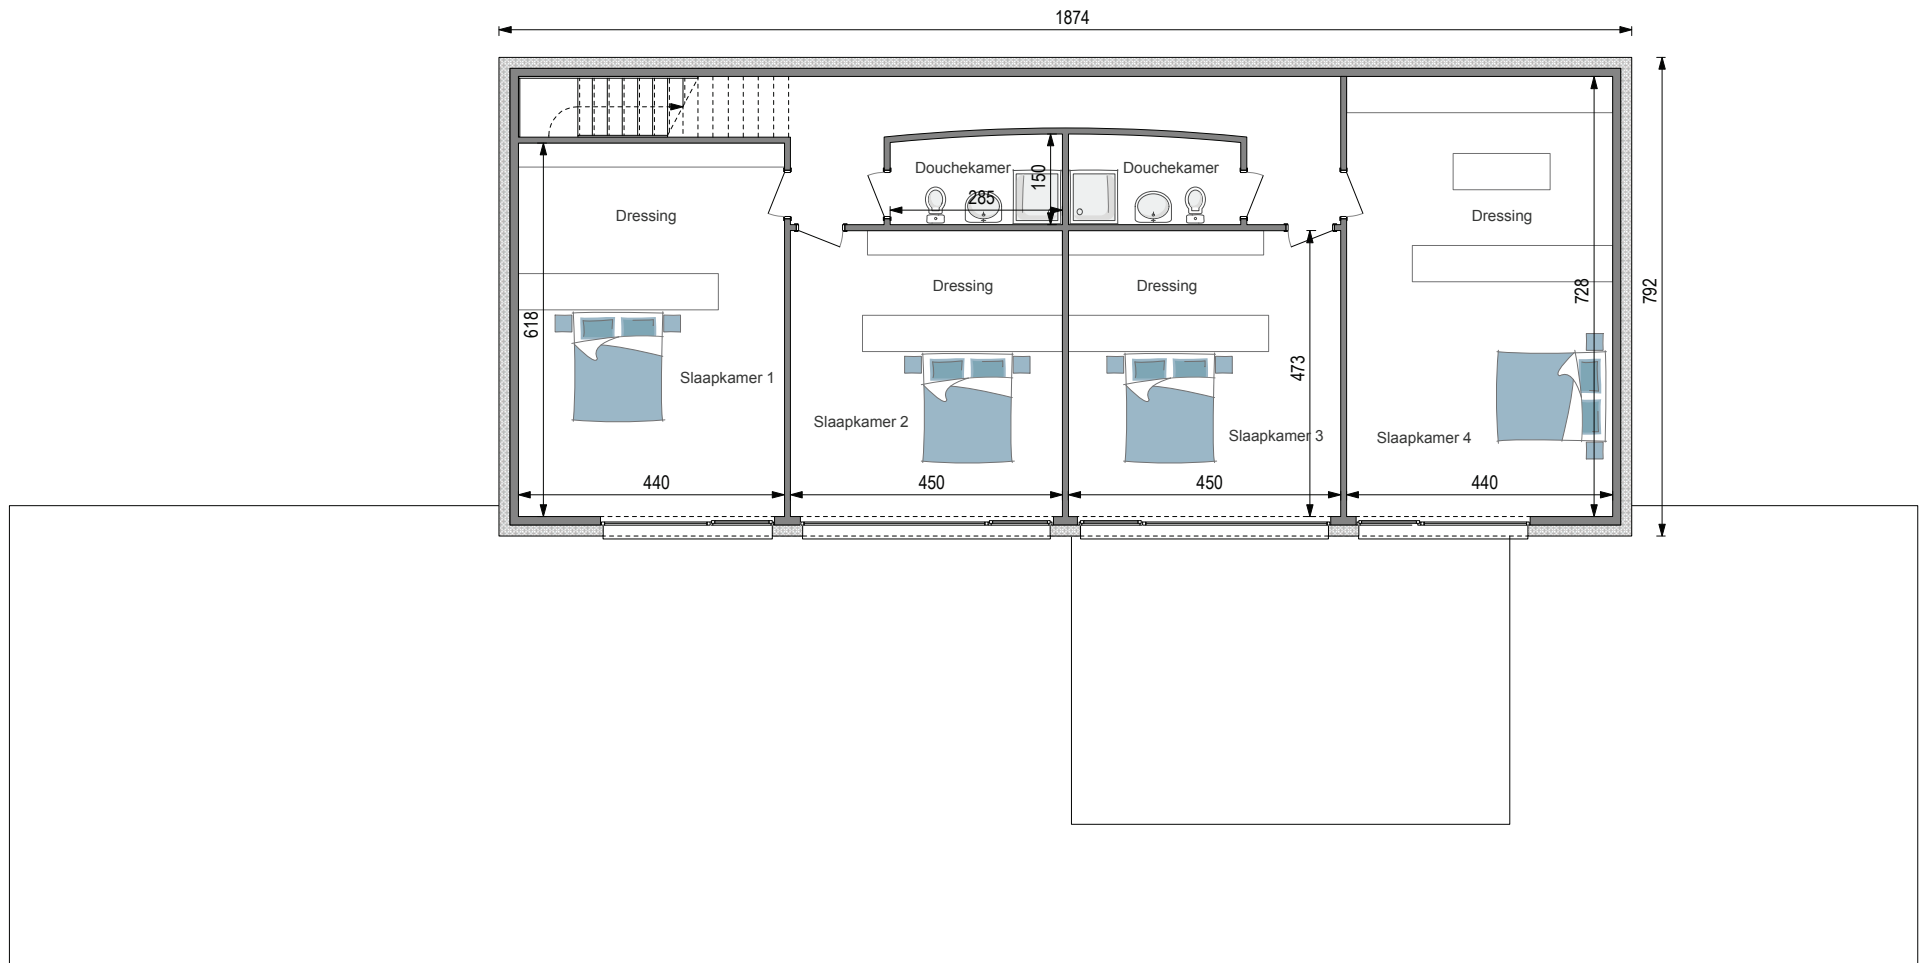 1874
Douchekamer
150
Douchekamer
285
Dressing
Dressing
Dressing
Dressing
618
728
792
473
Slaapkamer 1
Slaapkamer 2
Slaapkamer 3
Slaapkamer 4
440
450
450
440